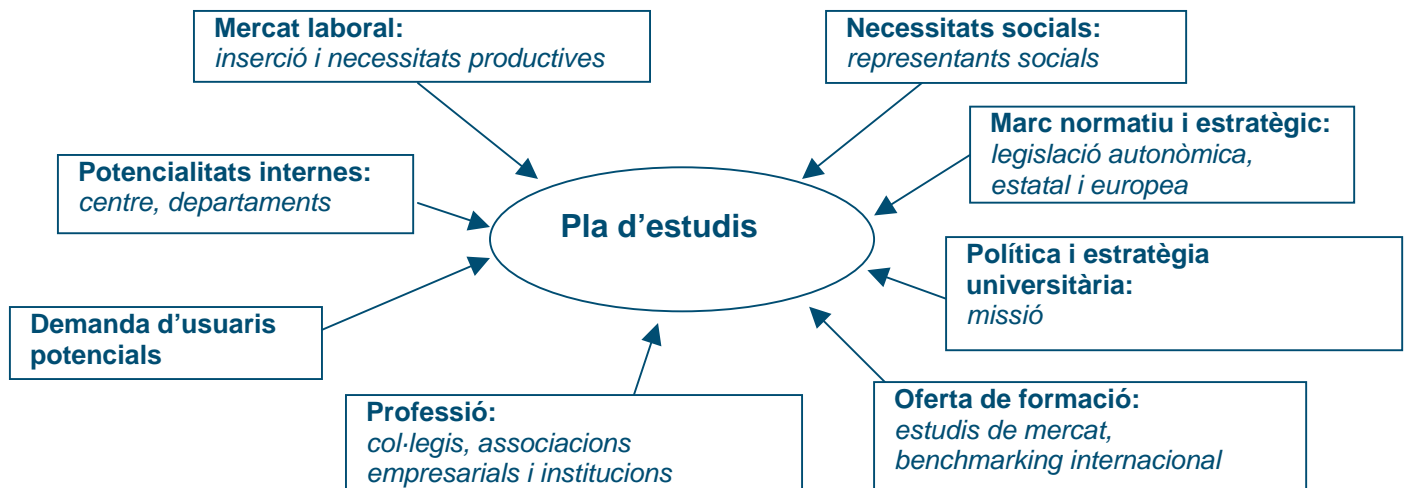 Mercat laboral:
inserció i necessitats productives
Necessitats socials:
representants socials
Marc normatiu i estratègic:
legislació autonòmica,
estatal i europea
Potencialitats internes:
centre, departaments
Pla d’estudis
Política i estratègia
universitària:
missió
Demanda d’usuaris
potencials
Professió:
col·legis, associacions
empresarials i institucions
Oferta de formació:
estudis de mercat,
benchmarking internacional